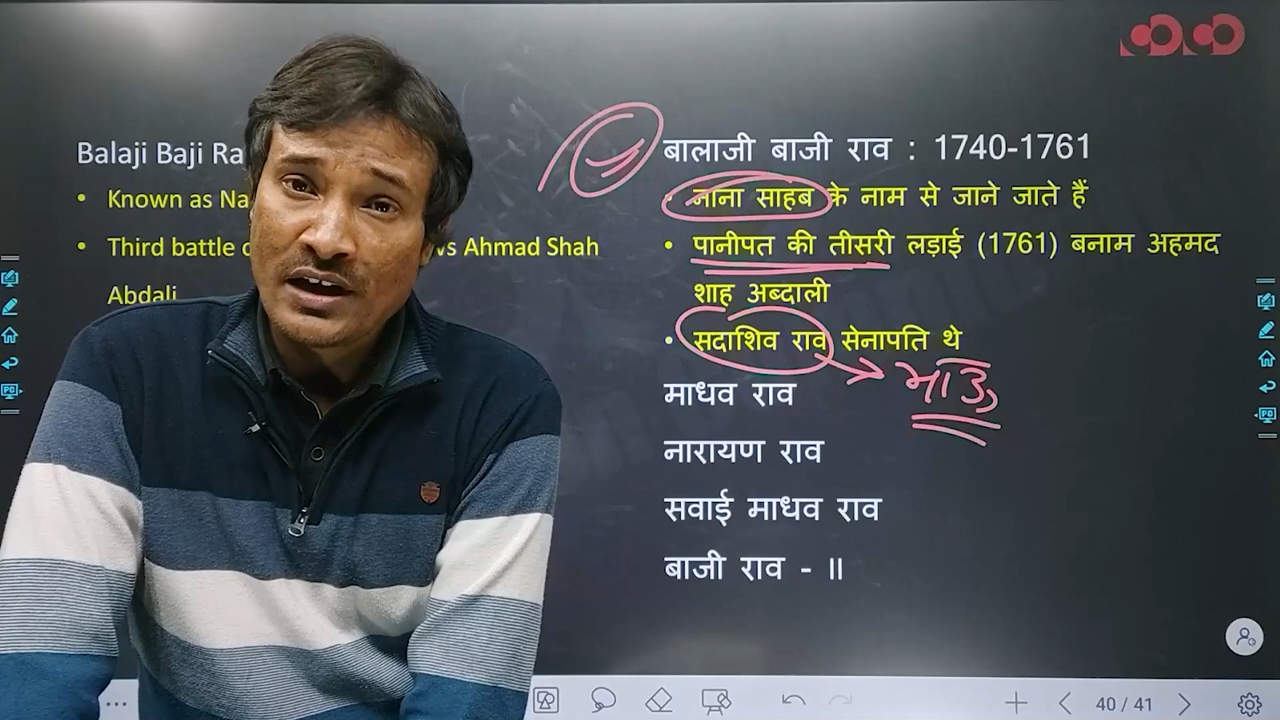 Balaji Baji Ra
• Known as Na
• Third battle o vs Ahmad Shah
Abdali
बालाजी बाजी राव : 1740-1761
• नाना साहब के नाम से जाने जाते हैं
• पानीपत की तीसरी लड़ाई (1761) बनाम अहमद
शाह अब्दाली
• सदाशिव राव सेनापति थे
भाऊ
माधव राव
नारायण राव
सवाई माधव राव
बाजी राव - II
40 / 41